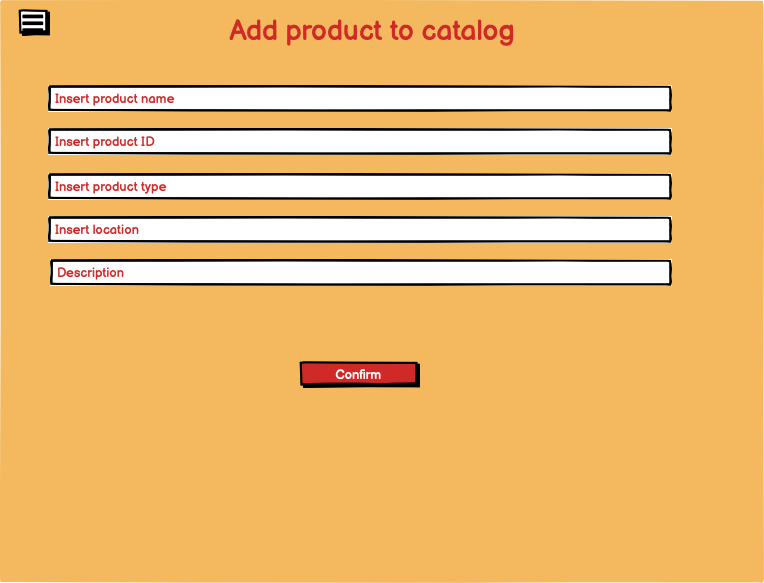 Add product to catalog
Insert product name
Insert product ID
Insert product type
Insert location
Description
Confirm